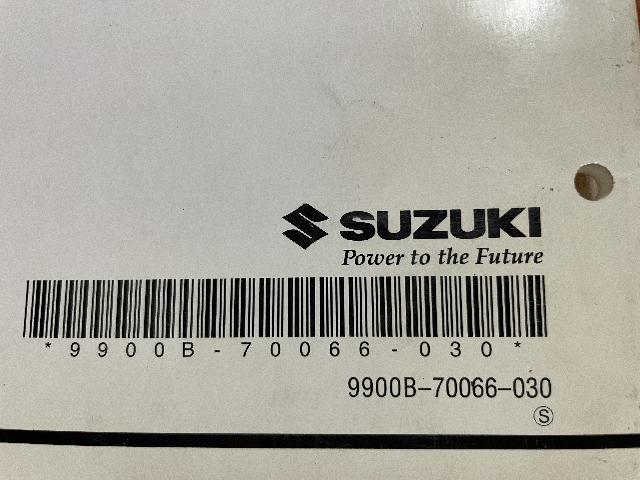 SUZUKI
Power to the Future
*9900B-70066-030*
9900B-70066-030
S